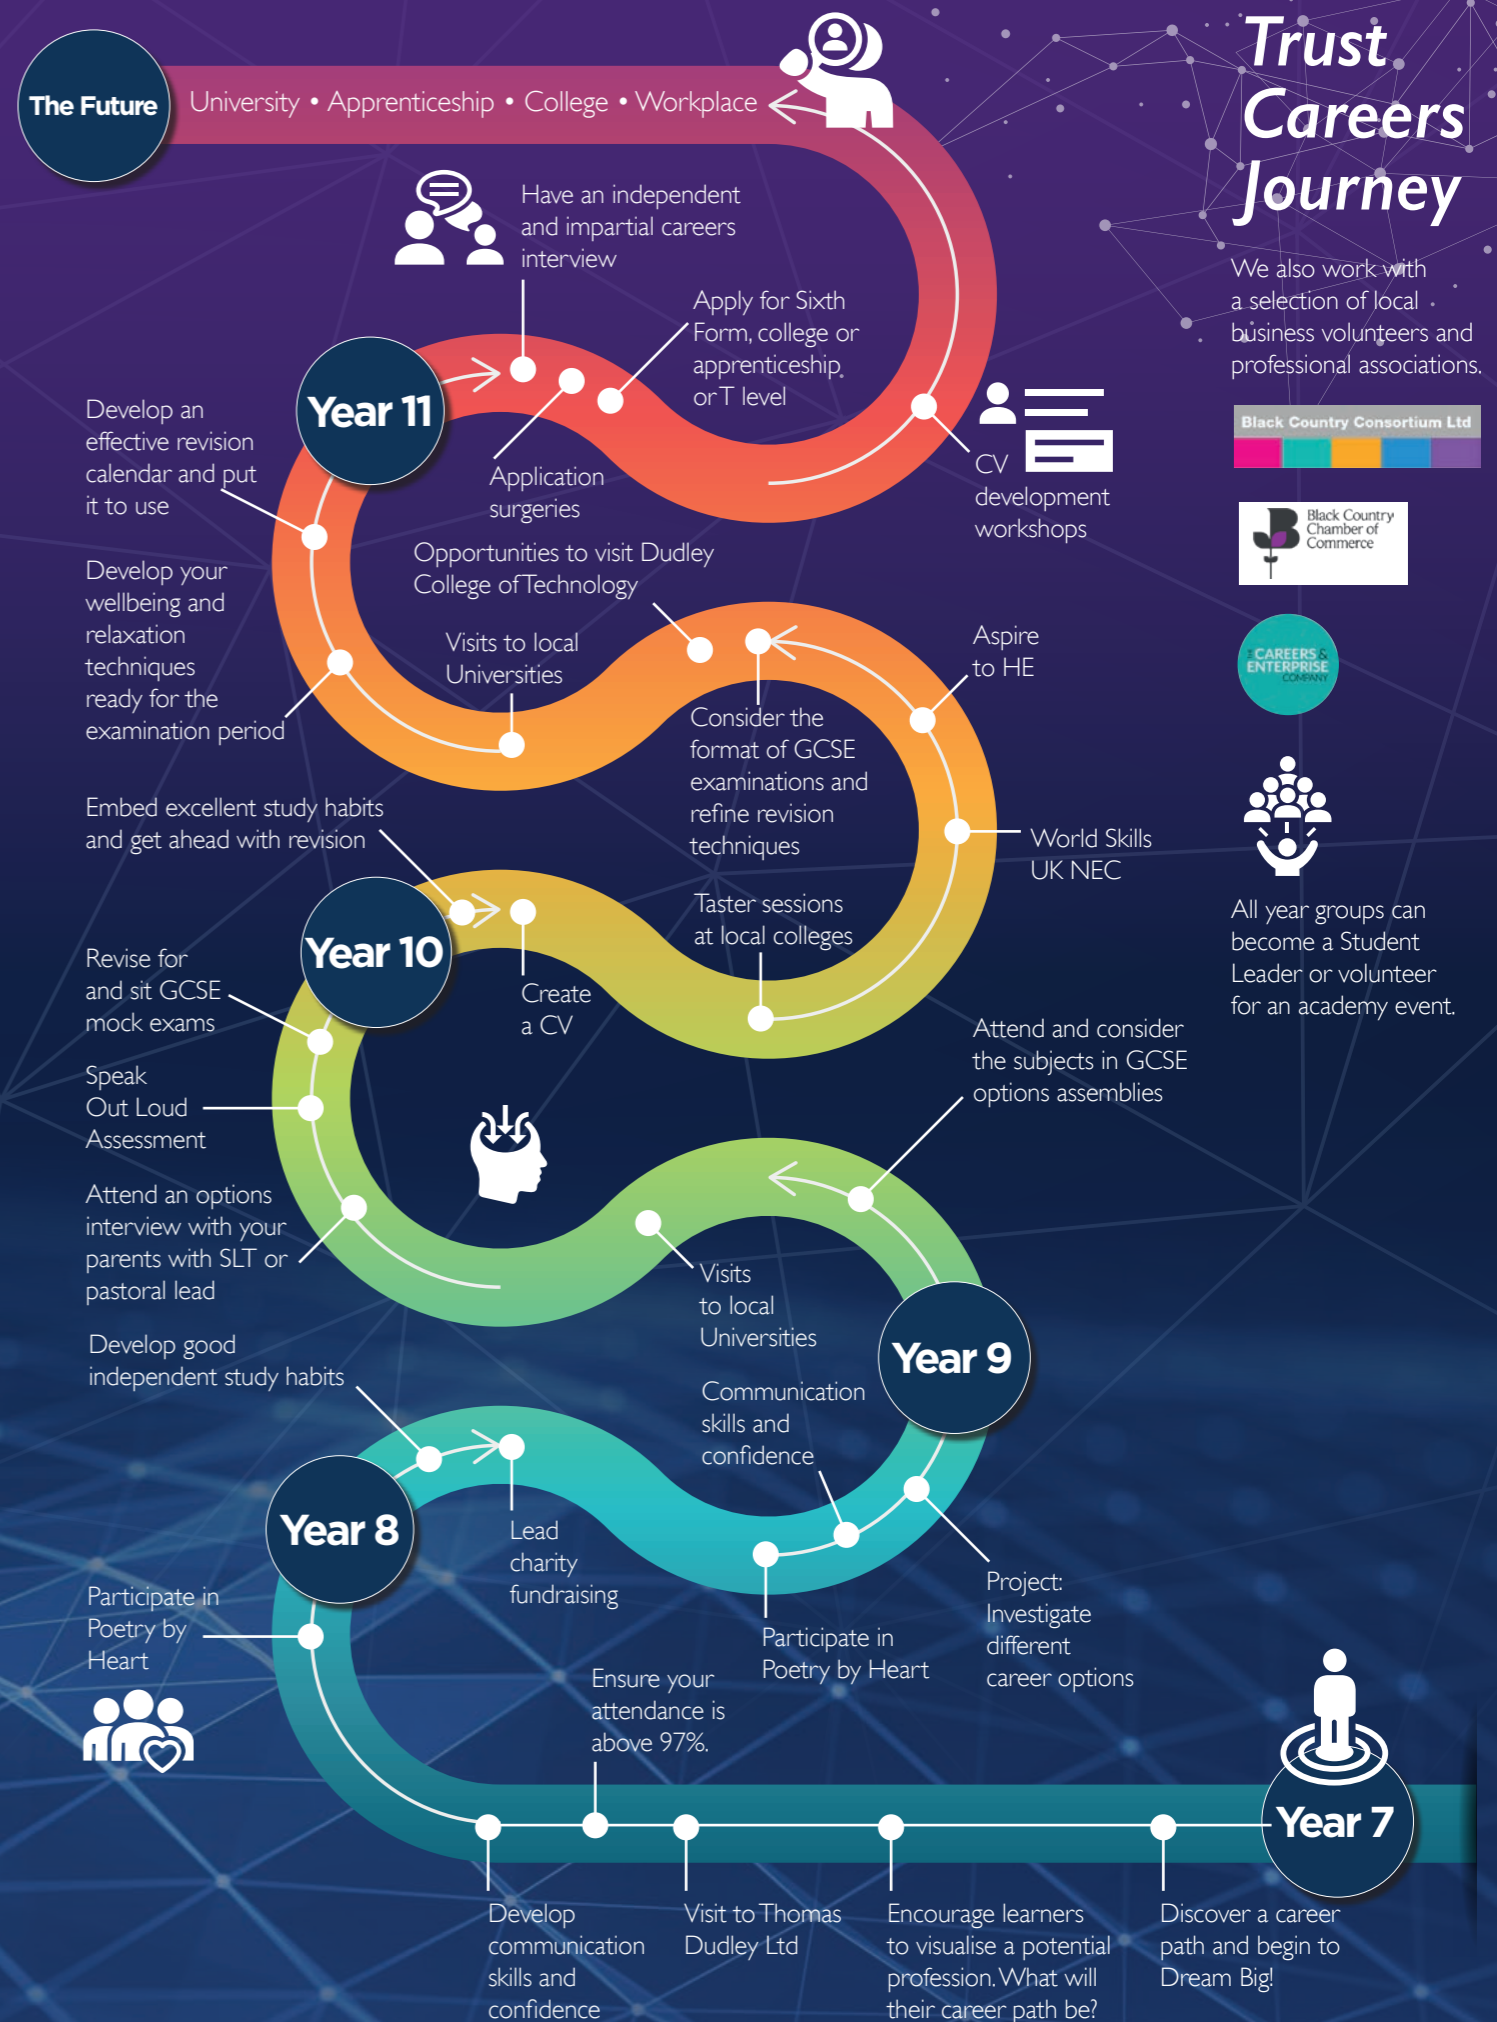 Trust
Careers
Journey
We also work with
a selection of local
business volunteers and
professional associations.
Black Country Consortium Ltd
Black Country
Chamber of
Commerce
THE CAREERS &
ENTERPRISE
COMPANY
All year groups can
become a Student
Leader or volunteer
for an academy event.
The Future
University • Apprenticeship • College • Workplace
Have an independent
and impartial careers
interview
Apply for Sixth
Form, college or
apprenticeship
or T level
Year 11
CV
development
workshops
Application
surgeries
Develop an
effective revision
calendar and put
it to use
Opportunities to visit Dudley
College of Technology
Develop your
wellbeing and
relaxation
techniques
ready for the
examination period
Visits to local
Universities
Aspire
to HE
Consider the
format of GCSE
examinations and
refine revision
techniques
World Skills
UK NEC
Embed excellent study habits
and get ahead with revision
Taster sessions
at local colleges
Year 10
Create
a CV
Revise for
and sit GCSE
mock exams
Attend and consider
the subjects in GCSE
options assemblies
Speak
Out Loud
Assessment
Attend an options
interview with your
parents with SLT or
pastoral lead
Visits
to local
Universities
Year 9
Develop good
independent study habits
Communication
skills and
confidence
Year 8
Lead
charity
fundraising
Project:
Investigate
different
career options
Participate in
Poetry by
Heart
Participate in
Poetry by Heart
Ensure your
attendance is
above 97%.
Year 7
Develop
communication
skills and
confidence
Visit to Thomas
Dudley Ltd
Encourage learners
to visualise a potential
profession. What will
their career path be?
Discover a career
path and begin to
Dream Big!